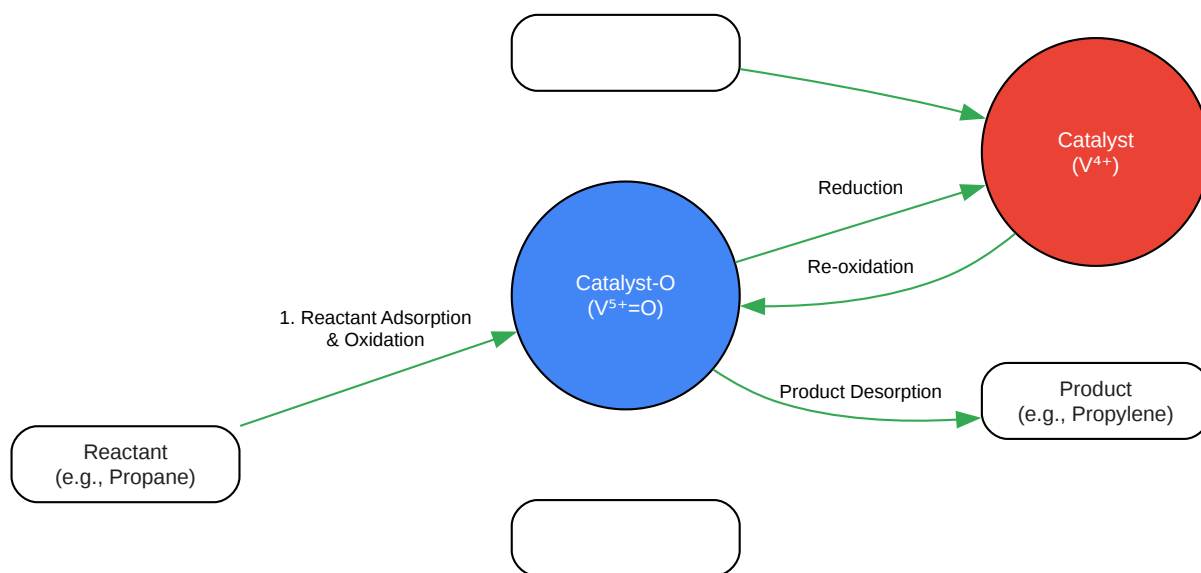 Catalyst
(V⁴⁺)
Reduction
Re-oxidation
Catalyst-O
(V⁵⁺=O)
1. Reactant Adsorption
& Oxidation
Product Desorption
Product
(e.g., Propylene)
Reactant
(e.g., Propane)